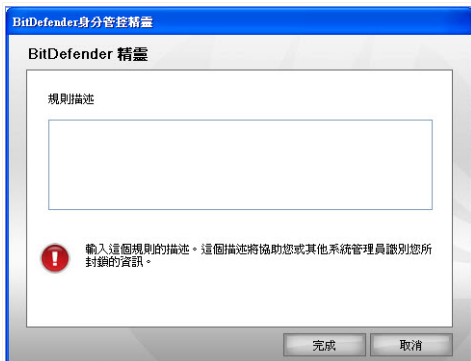 BitDefender身分管控精靈
BitDefender 精靈
規則描述
輸入這個規則的描述。這個描述將協助您或其他系統管理員識別您所
封鎖的資訊。
完成
取消